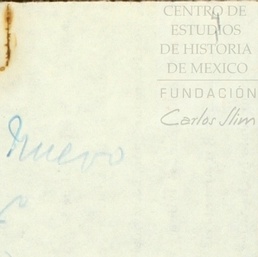 CENTRO DE
ESTUDIOS
DE HISTORIA
DE MEXICO
FUNDACIÓN
Carlos Slim
Nuevo